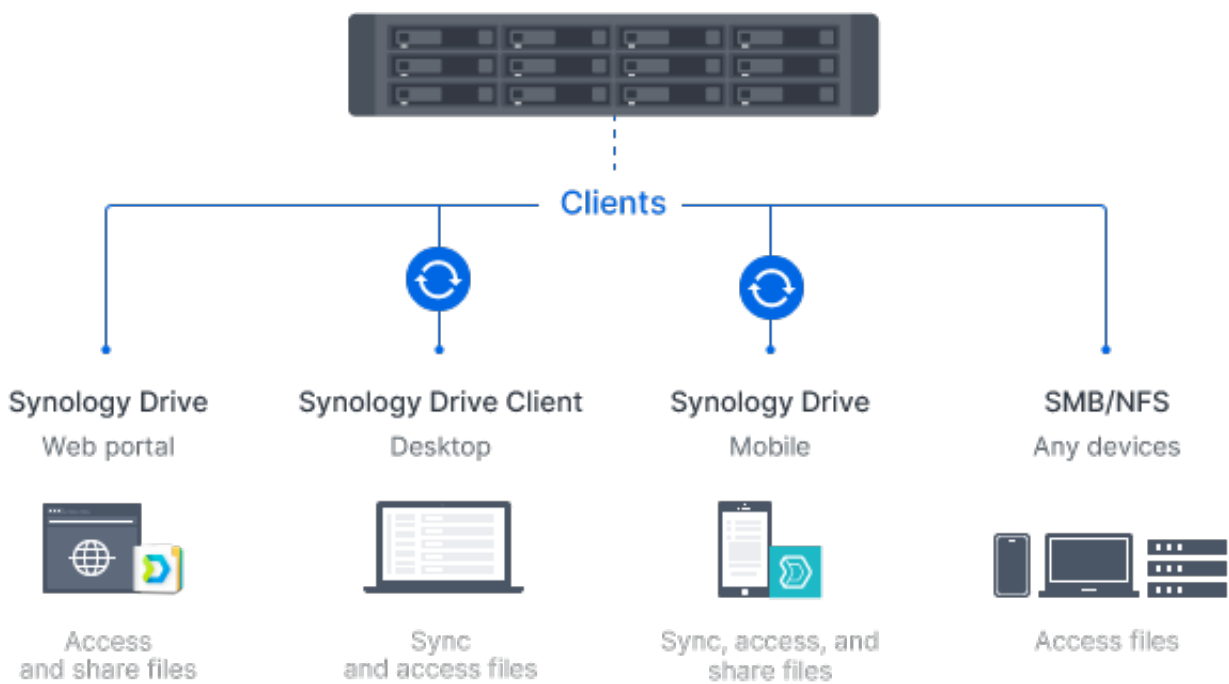 Clients
Synology Drive
Web portal
Access
and share files
Synology Drive Client
Desktop
Sync
and access files
Synology Drive
Mobile
Sync, access, and
share files
SMB/NFS
Any devices
Access files